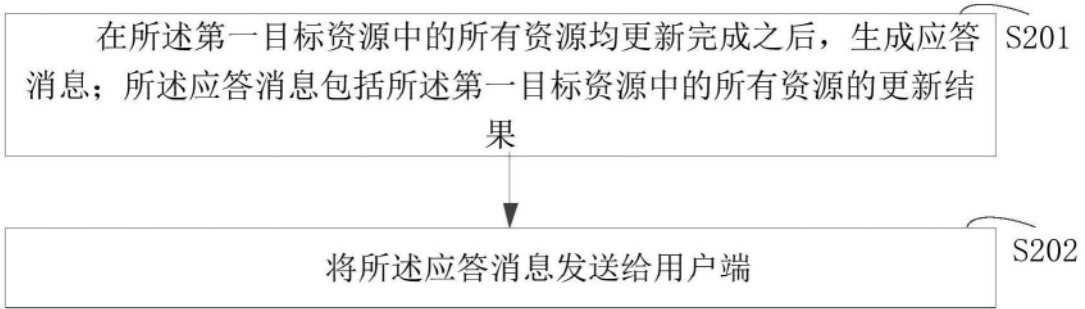 在所述第一目标资源中的所有资源均更新完成之后，生成应答
S201
消息；所述应答消息包括所述第一目标资源中的所有资源的更新结
果
S202
将所述应答消息发送给用户端